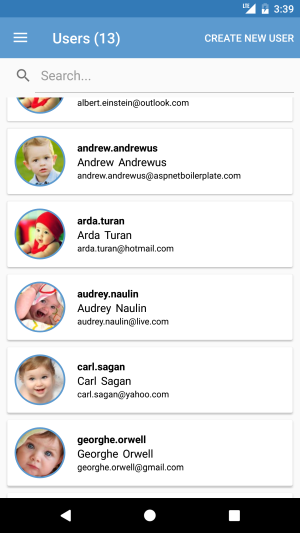 LTE 3:39
Users (13) CREATE NEW USER
Search...
albert.einstein@outlook.com
andrew.andrewus
Andrew Andrewus
andrew.andrewus@aspnetboilerplate.com
arda.turan
Arda Turan
arda.turan@hotmail.com
audrey.naulin
Audrey Naulin
audrey.naulin@live.com
carl.sagan
Carl Sagan
carl.sagan@yahoo.com
georghe.orwell
Georghe Orwell
georghe.orwell@gmail.com